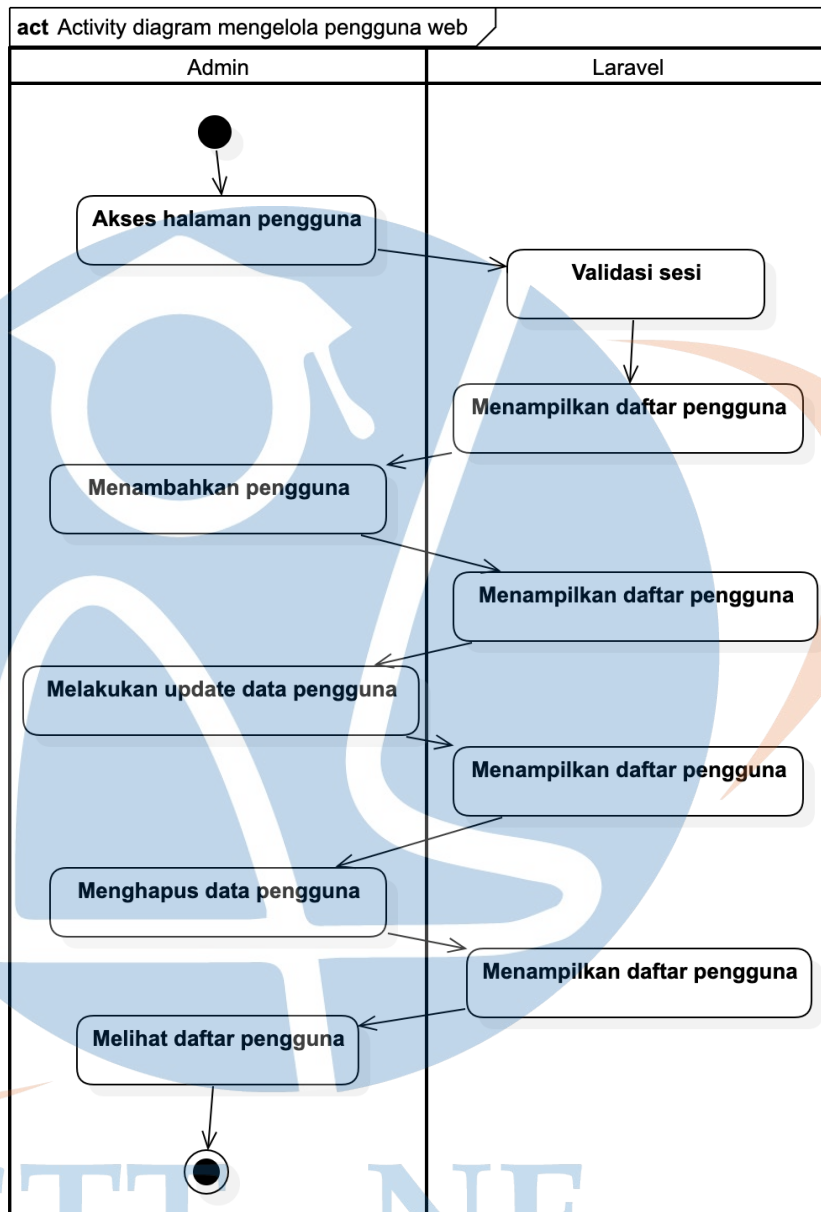 act Activity diagram mengelola pengguna web
Admin
Laravel
Akses halaman pengguna
Validasi sesi
Menampilkan daftar pengguna
Menambahkan pengguna
Menampilkan daftar pengguna
Melakukan update data pengguna
Menampilkan daftar pengguna
Menghapus data pengguna
Menampilkan daftar pengguna
Melihat daftar pengguna
NF